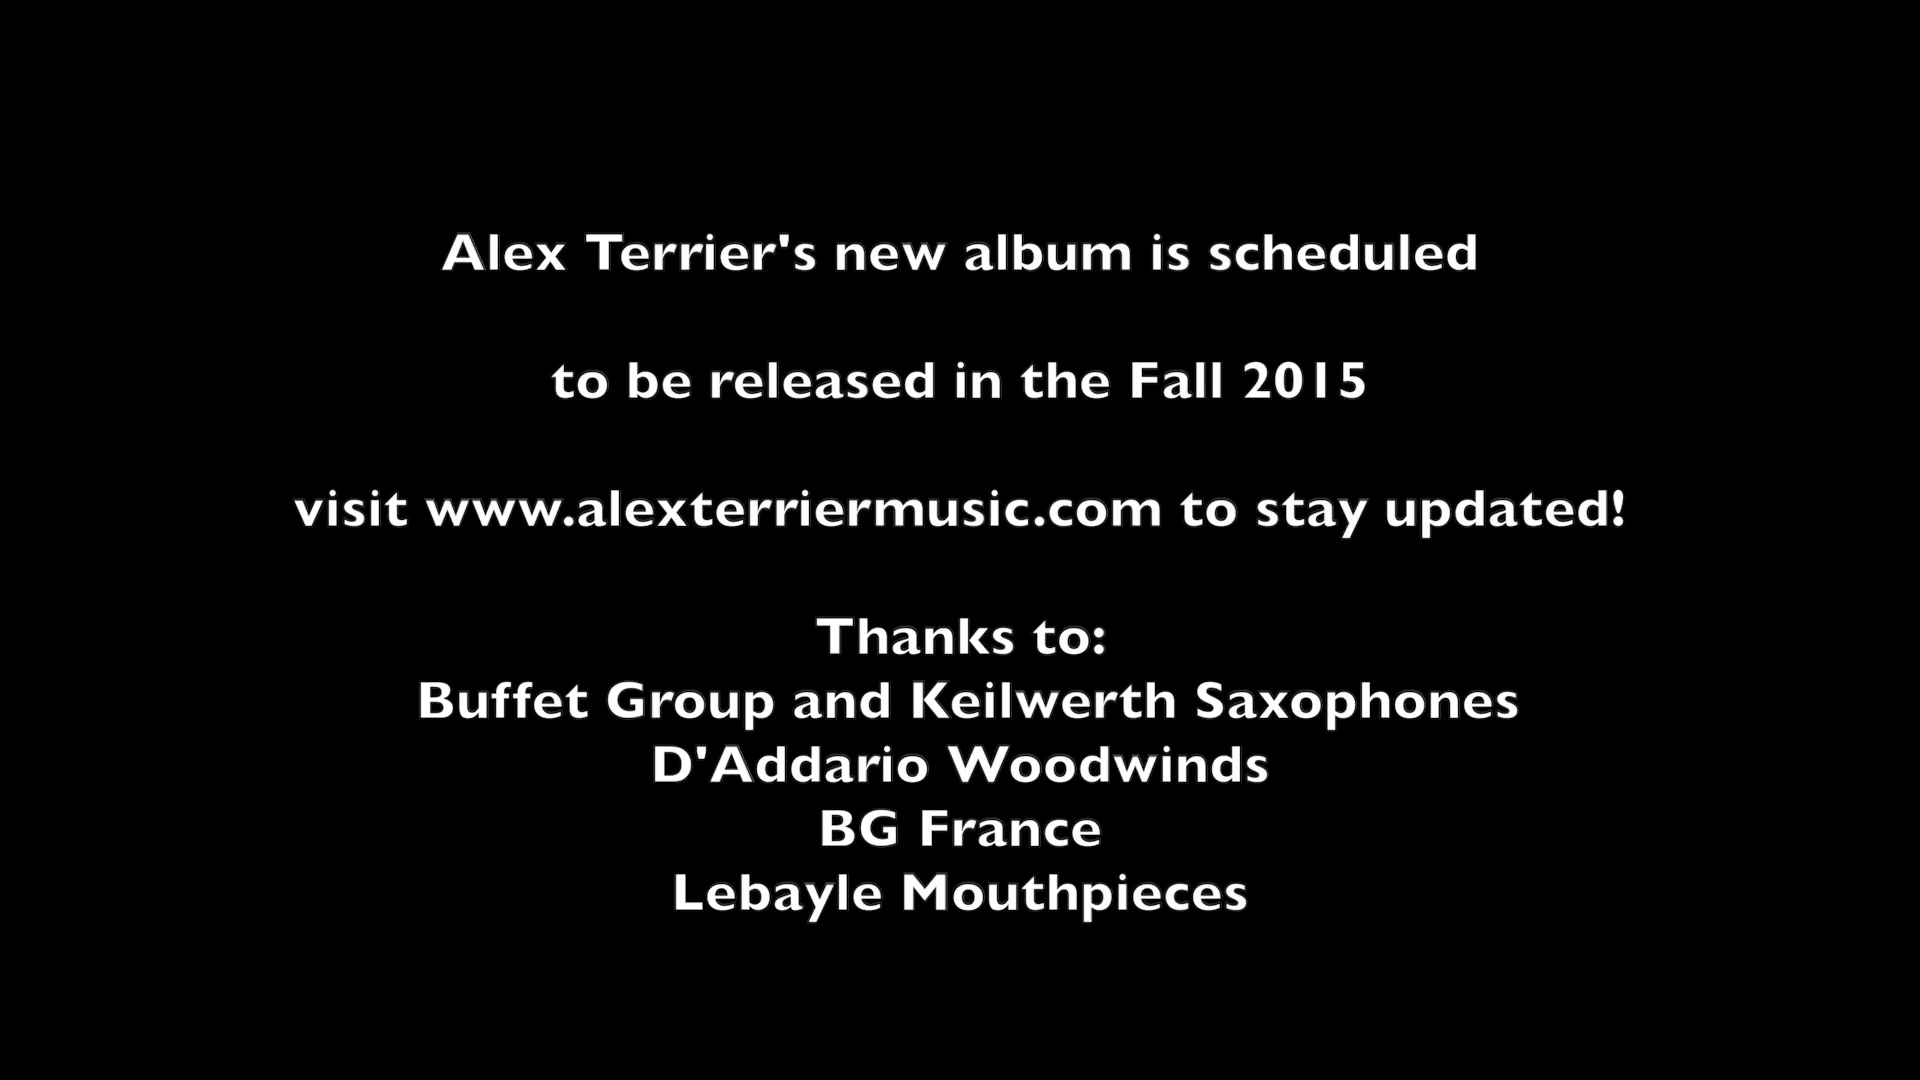 Alex Terrier's new album is scheduled
to be released in the Fall 2015
visit www.alexterriermusic.com to stay updated!
Thanks to:
Buffet Group and Keilwerth Saxophones
D'Addario Woodwinds
BG France
Lebayle Mouthpieces